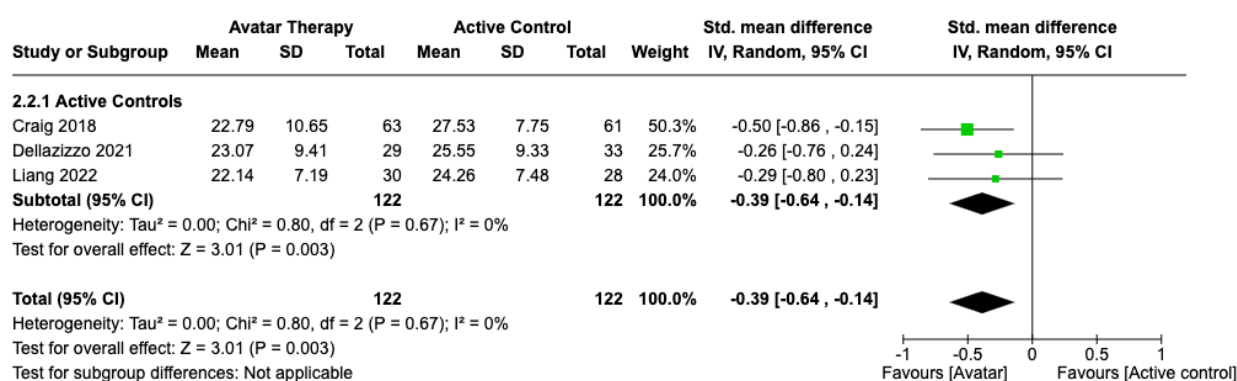 Avatar Therapy Active Control Std. mean difference Std. mean difference
Study or Subgroup Mean SD Total Mean SD Total Weight IV, Random, 95% CI IV, Random, 95% CI
2.2.1 Active Controls
Craig 2018 22.79 10.65 63 27.53 7.75 61 50.3% -0.50 [-0.86 , -0.15]
Dellazizzo 2021 23.07 9.41 29 25.55 9.33 33 25.7% -0.26 [-0.76 , 0.24]
Liang 2022 22.14 7.19 30 24.26 7.48 28 24.0% -0.29 [-0.80 , 0.23]
Subtotal (95% CI) 122 122 100.0% -0.39 [-0.64 , -0.14]
Heterogeneity: Tau² = 0.00; Chi² = 0.80, df = 2 (P = 0.67); I² = 0%
Test for overall effect: Z = 3.01 (P = 0.003)
Total (95% CI) 122 122 100.0% -0.39 [-0.64 , -0.14]
Heterogeneity: Tau² = 0.00; Chi² = 0.80, df = 2 (P = 0.67); I² = 0%
Test for overall effect: Z = 3.01 (P = 0.003)
-1 -0.5 0 0.5 1
Test for subgroup differences: Not applicable Favours [Avatar] Favours [Active control]